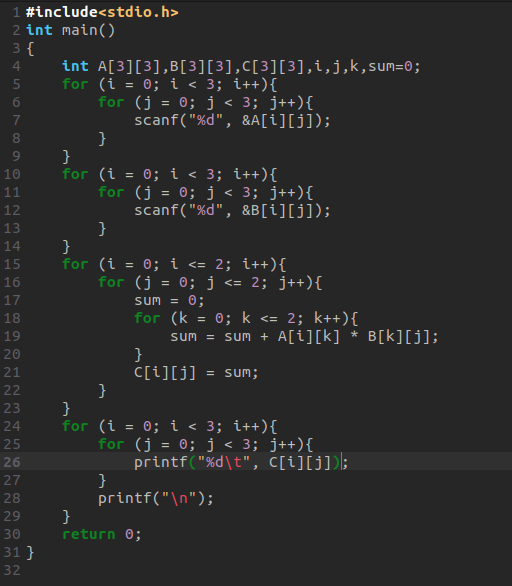 1 #include<stdio.h>
2 int main()
3 {
4     int A[3][3],B[3][3],C[3][3],i,j,k,sum=0;
5     for (i = 0; i < 3; i++){
6         for (j = 0; j < 3; j++){
7             scanf("%d", &A[i][j]);
8         }
9     }
10     for (i = 0; i < 3; i++){
11         for (j = 0; j < 3; j++){
12             scanf("%d", &B[i][j]);
13         }
14     }
15     for (i = 0; i <= 2; i++){
16         for (j = 0; j <= 2; j++){
17             sum = 0;
18             for (k = 0; k <= 2; k++){
19                 sum = sum + A[i][k] * B[k][j];
20             }
21             C[i][j] = sum;
22         }
23     }
24     for (i = 0; i < 3; i++){
25         for (j = 0; j < 3; j++){
26             printf("%d\t", C[i][j]);
27         }
28         printf("\n");
29     }
30     return 0;
31 }
32